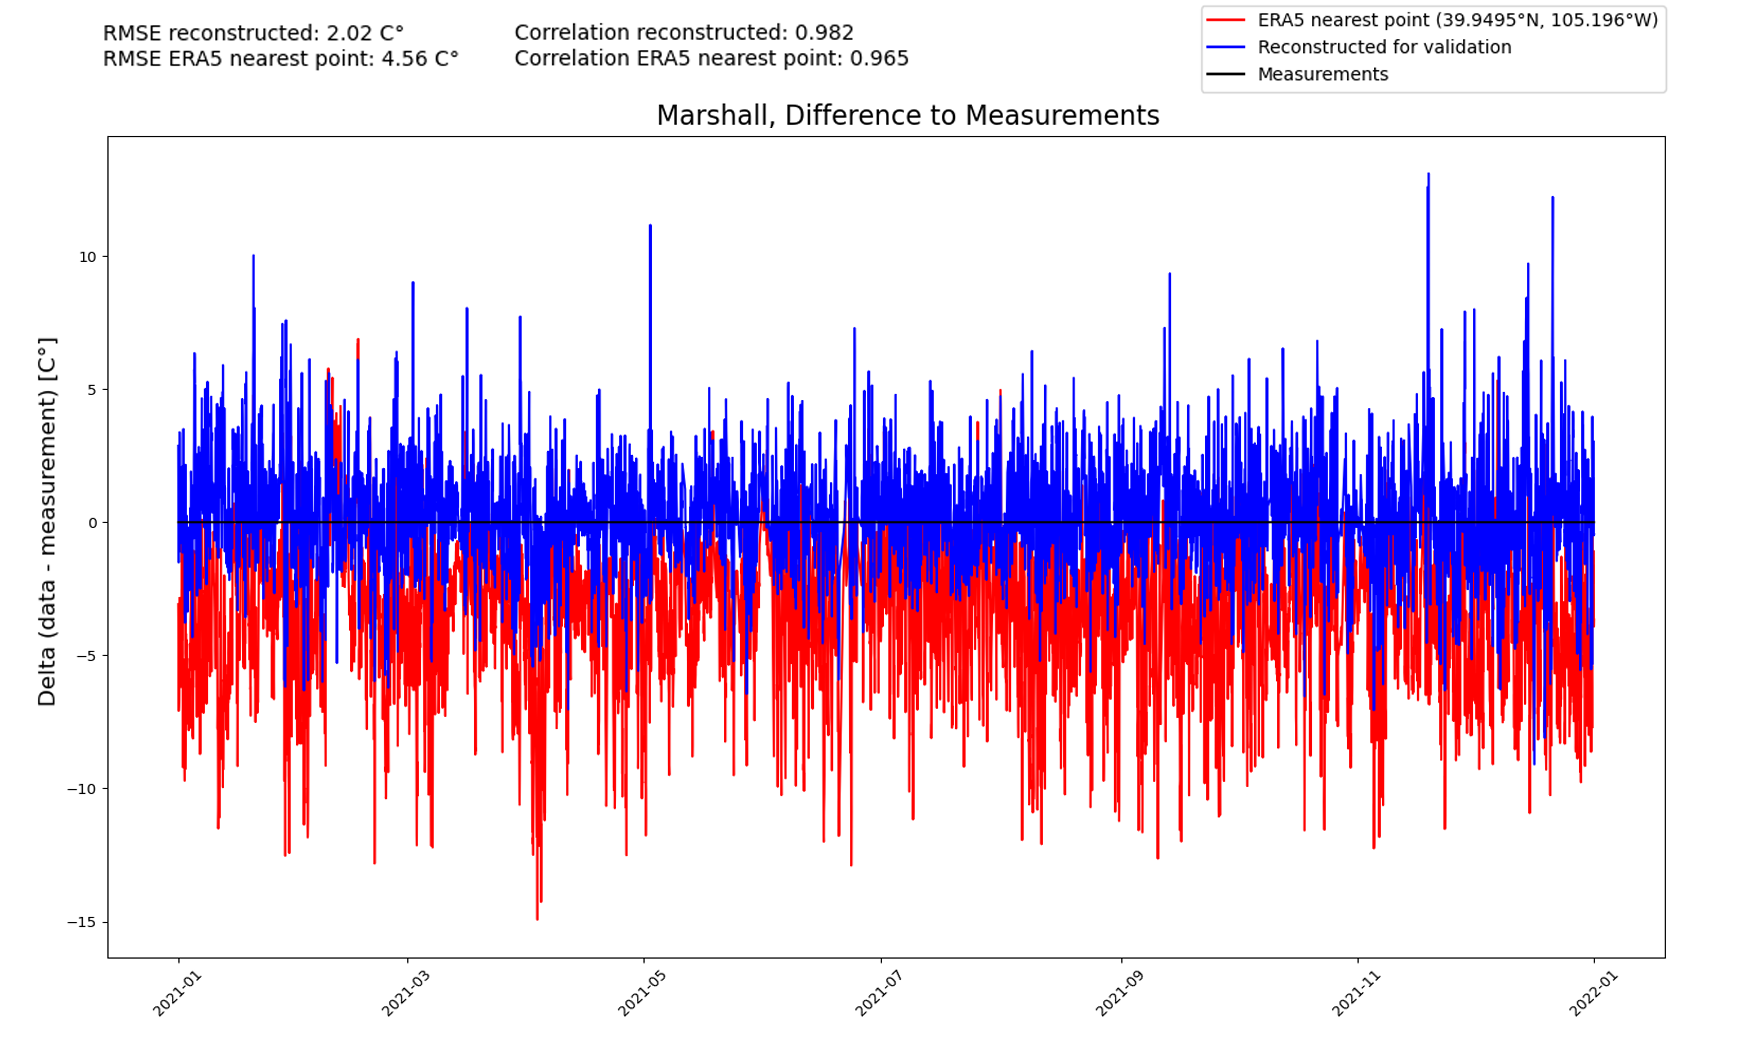 RMSE reconstructed: 2.02 C°
RMSE ERA5 nearest point: 4.56 C°
Correlation reconstructed: 0.982
Correlation ERA5 nearest point: 0.965
ERA5 nearest point (39.9495°N, 105.196°W)
Reconstructed for validation
Measurements
Marshall, Difference to Measurements
Delta (data - measurement) [C°]
10
5
0
−5
−10
−15
2021-01
2021-03
2021-05
2021-07
2021-09
2021-11
2022-01